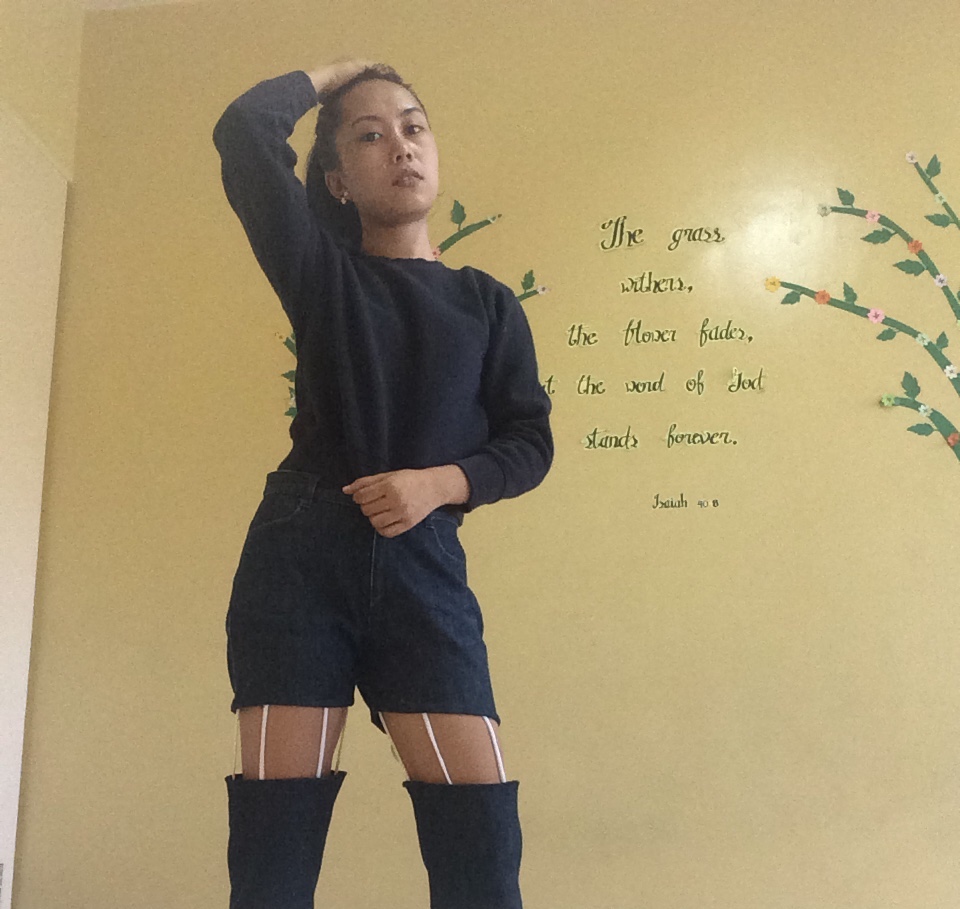 The grass
withers,
the flower fades,
the word of God
stands forever.
Isaiah 40 8